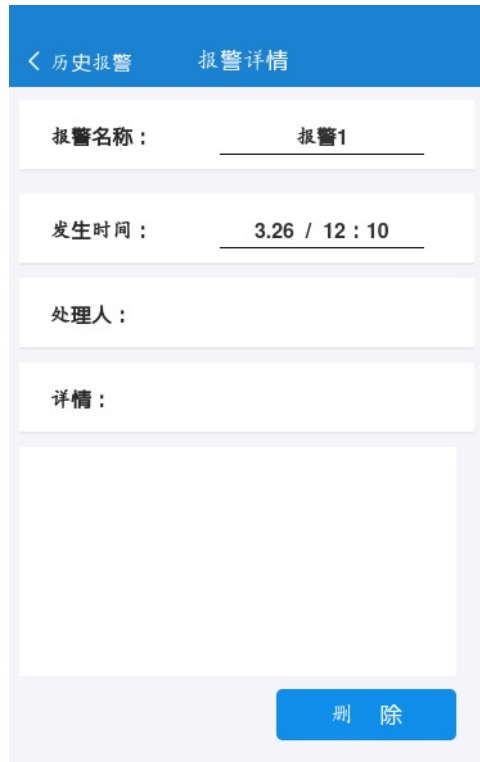 历史报警 报警详情
报警名称： 报警1
发生时间： 3.26 / 12：10
处理人：
详情：
删 除